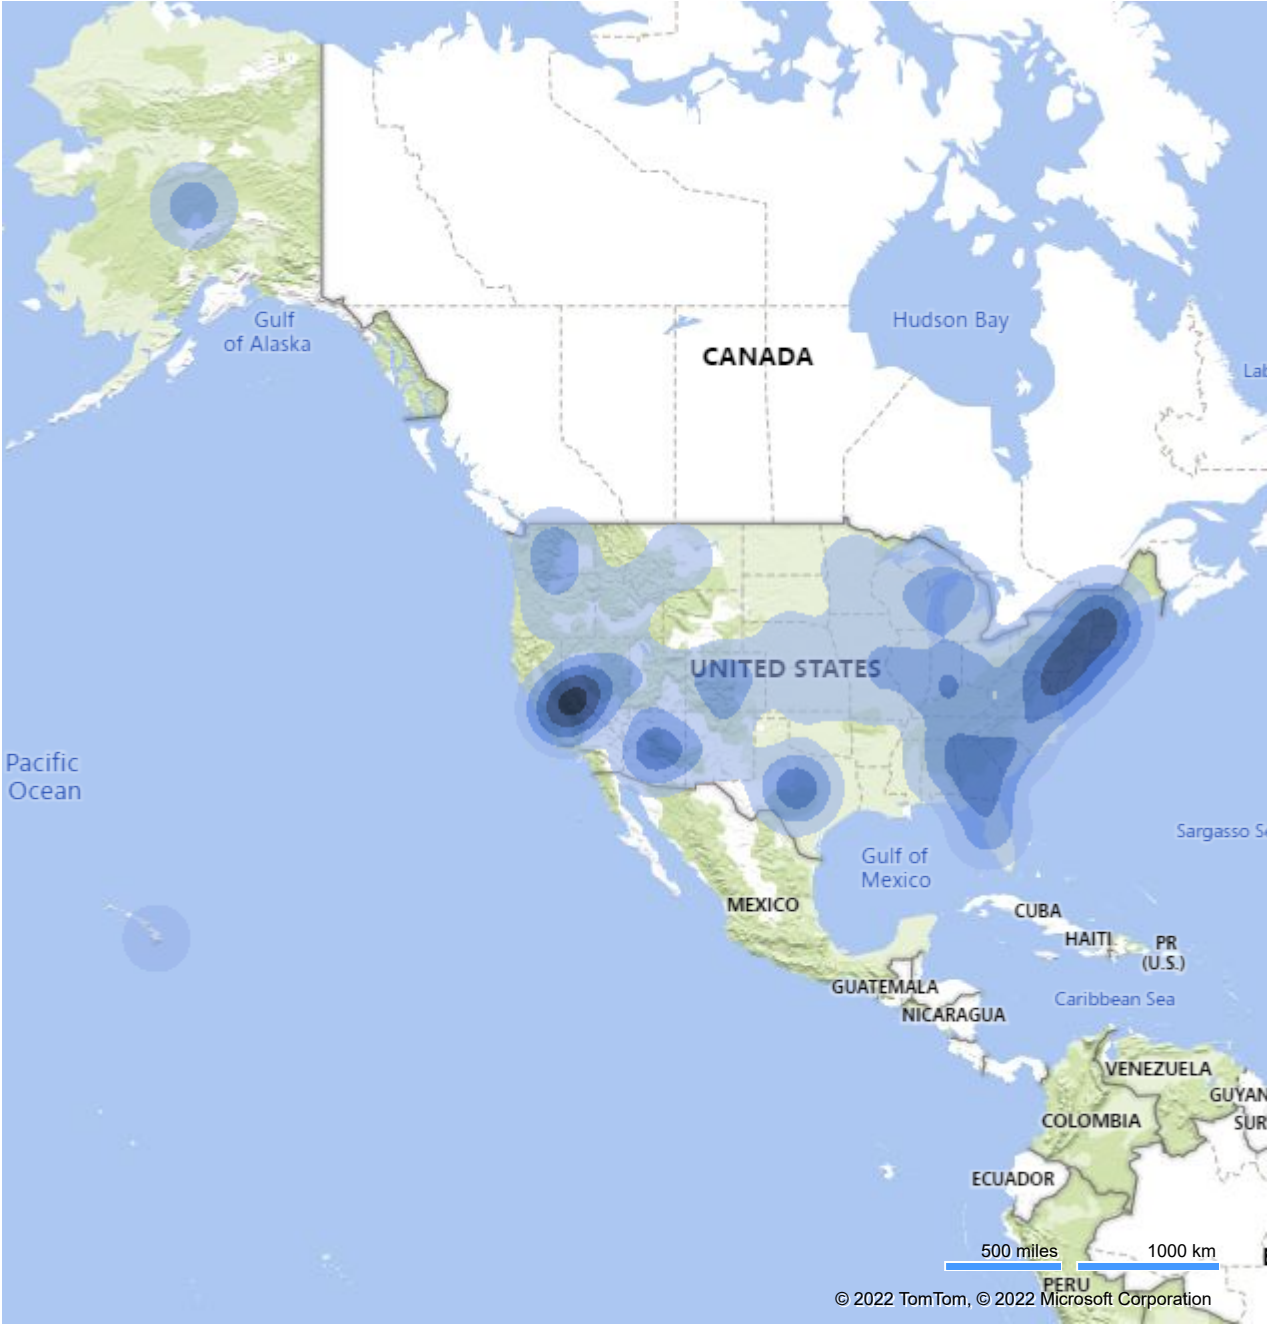 Gulf
of Alaska
Hudson Bay
CANADA
Lab
UNITED STATES
Pacific
Ocean
Sargasso Se
Gulf of
Mexico
MEXICO
CUBA
HAITI
PR
(U.S.)
GUATEMALA
Caribbean Sea
NICARAGUA
VENEZUELA
GUYAN
COLOMBIA
SUR
ECUADOR
500 miles
1000 km
PERU
© 2022 TomTom, © 2022 Microsoft Corporation